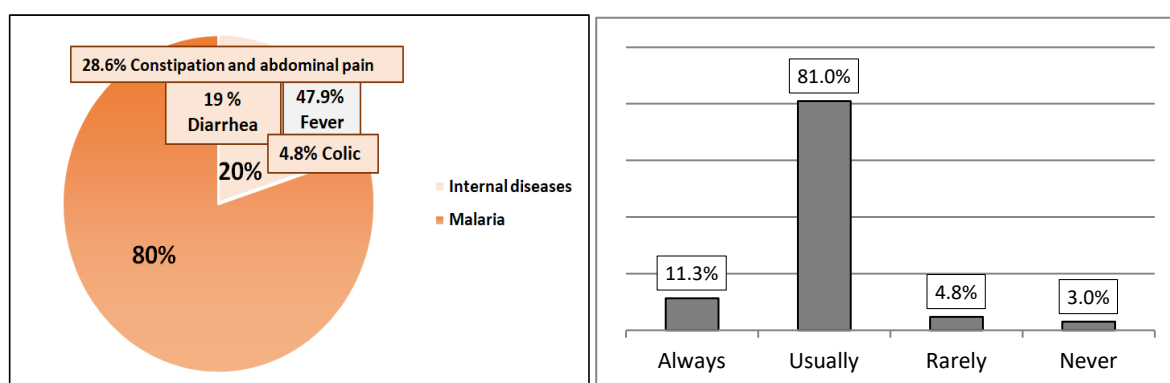 28.6% Constipation and abdominal pain
19 %
Diarrhea
47.9%
Fever
4.8% Colic
20%
80%
Internal diseases
Malaria
81.0%
11.3%
4.8%
3.0%
Always
Usually
Rarely
Never